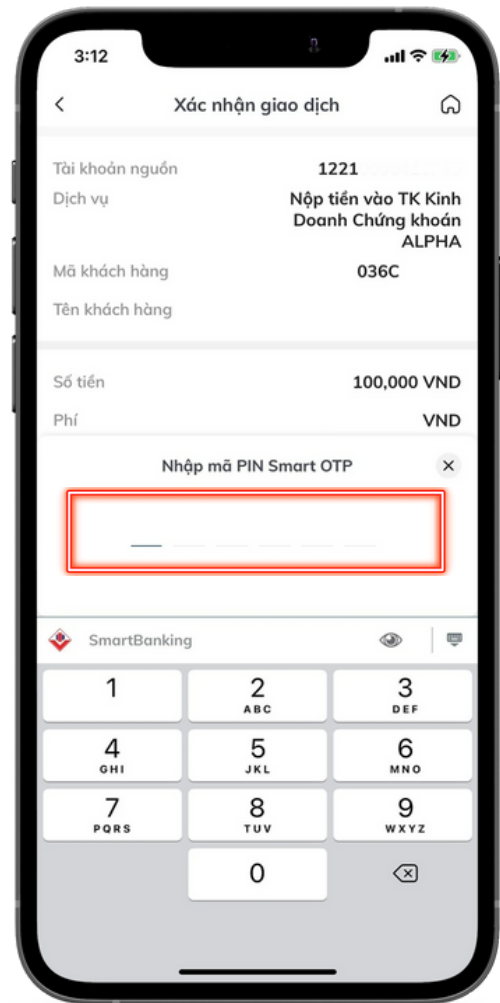 3:12
Xác nhận giao dịch
Tài khoản nguồn 1221
Dịch vụ Nộp tiền vào TK Kinh
Doanh Chứng khoán
ALPHA
Mã khách hàng 036C
Tên khách hàng
Số tiền 100,000 VND
Phí VND
Nhập mã PIN Smart OTP
SmartBanking
1 2 3
ABC DEF
4 5 6
GHI JKL MNO
7 8 9
PQRS TUV WXYZ
0